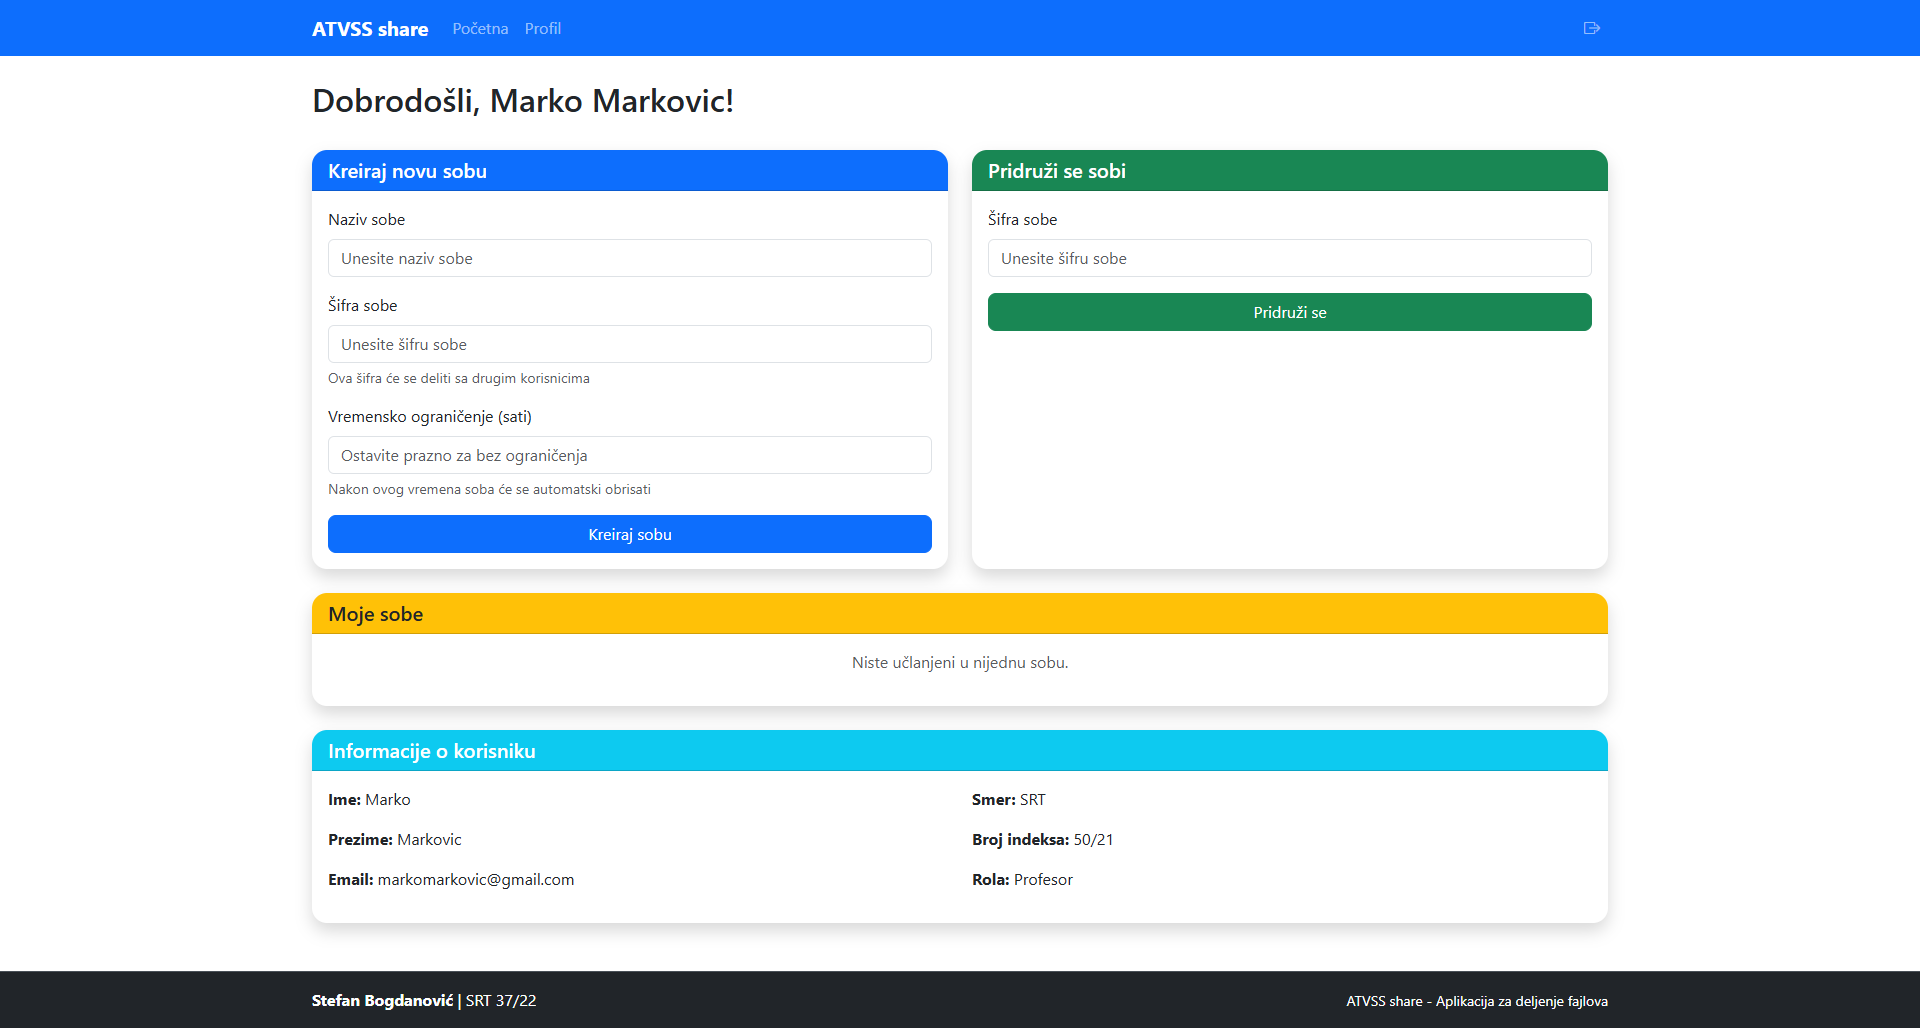 ATVSS share Početna Profil
Dobrodošli, Marko Markovic!
Kreiraj novu sobu
Naziv sobe
Unesite naziv sobe
Šifra sobe
Unesite šifru sobe
Ova šifra će se deliti sa drugim korisnicima
Vremensko ograničenje (sati)
Ostavite prazno za bez ograničenja
Nakon ovog vremena soba će se automatski obrisati
Kreiraj sobu
Pridruži se sobi
Šifra sobe
Unesite šifru sobe
Pridruži se
Moje sobe
Niste učlanjeni u nijednu sobu.
Informacije o korisniku
Ime: Marko
Prezime: Markovic
Email: markomarkovic@gmail.com
Smer: SRT
Broj indeksa: 50/21
Rola: Profesor
Stefan Bogdanović | SRT 37/22
ATVSS share - Aplikacija za deljenje fajlova